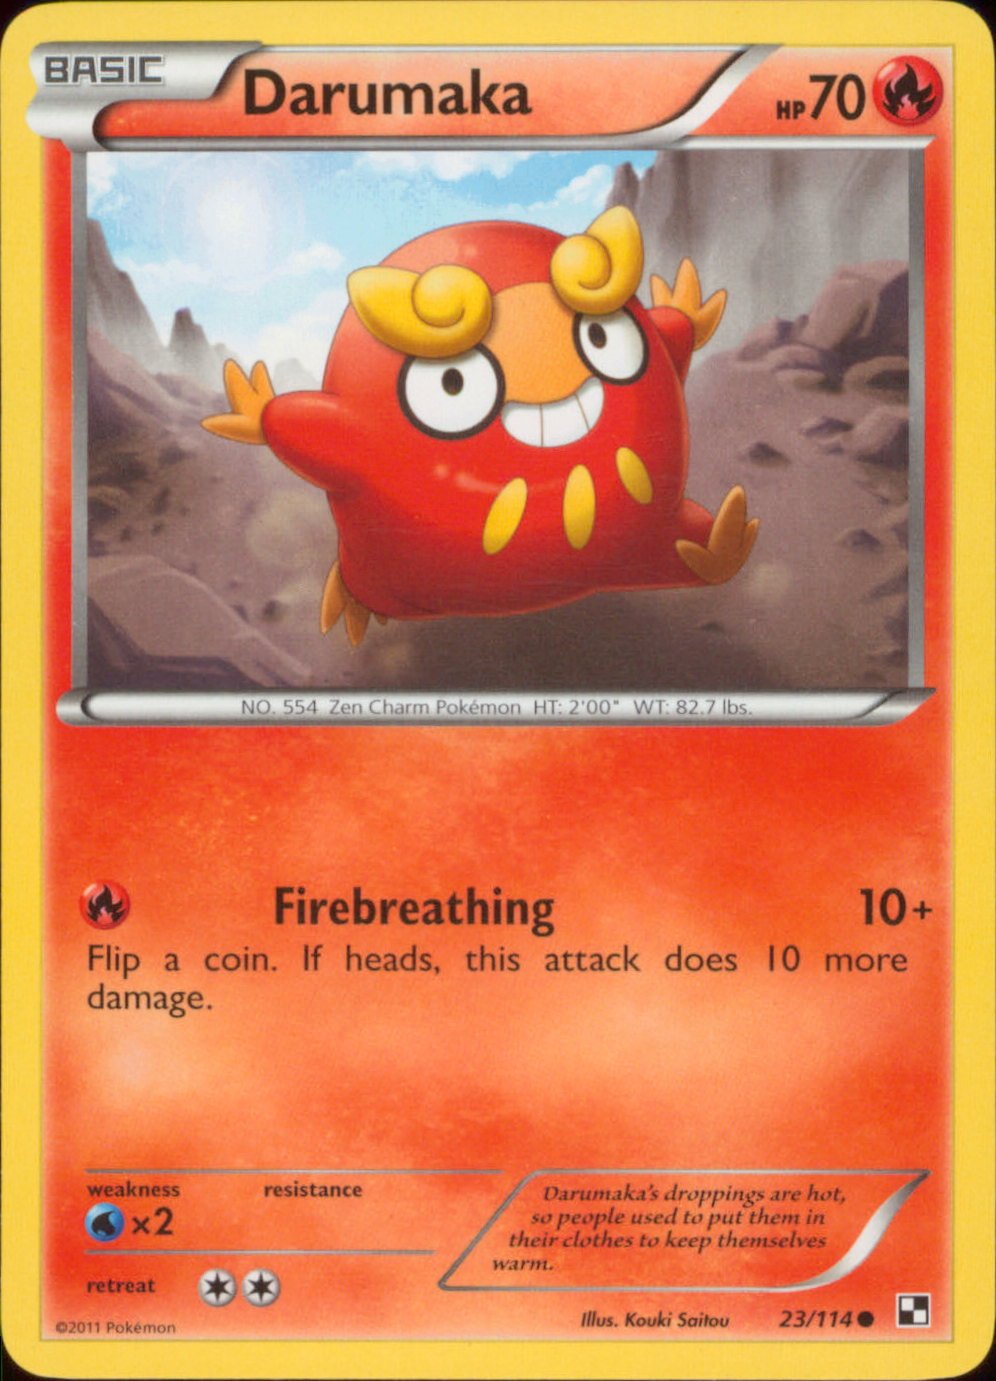 BASIC
Darumaka
HP70
NO. 554 Zen Charm Pokémon HT: 2'00" WT: 82.7 lbs.
Firebreathing 10+
Flip a coin. If heads, this attack does 10 more
damage.
weakness resistance
×2
Darumaka's droppings are hot,
so people used to put them in
their clothes to keep themselves
warm.
retreat
Illus. Kouki Saitou 23/114
©2011 Pokémon